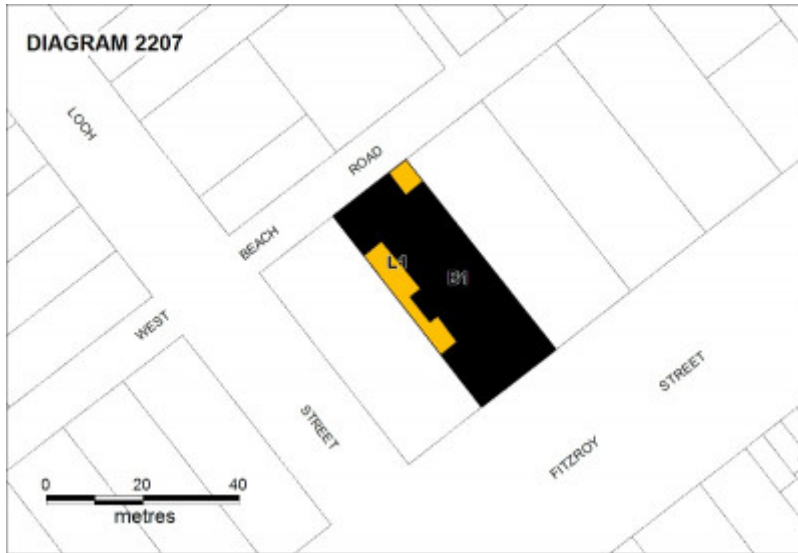 DIAGRAM 2207
LOCH
ROAD
BEACH
L1
B1
WEST
STREET
STREET
FITZROY
0 20 40
metres